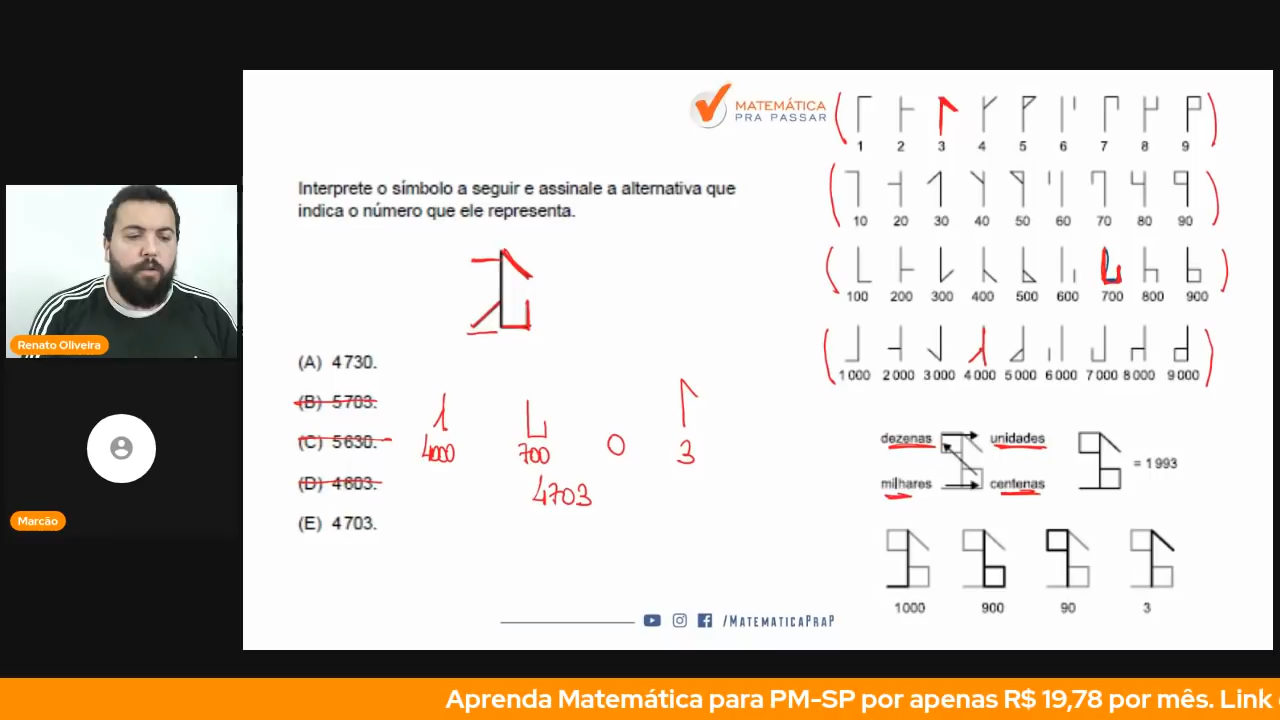 MATEMÁTICA
PRA PASSAR
Interprete o símbolo a seguir e assinale a alternativa que
indica o número que ele representa.
(A) 4730.
(B) 5703.
(C) 5630.
(D) 4603.
(E) 4703.
4000 700 0 3
4703
1 2 3 4 5 6 7 8 9
10 20 30 40 50 60 70 80 90
100 200 300 400 500 600 700 800 900
1 000 2 000 3 000 4 000 5 000 6 000 7 000 8 000 9 000
dezenas unidades
milhares centenas
= 1 993
1000 900 90 3
/MATEMATICAPRAP
Renato Oliveira
Marcão
Aprenda Matemática para PM-SP por apenas R$ 19,78 por mês. Link